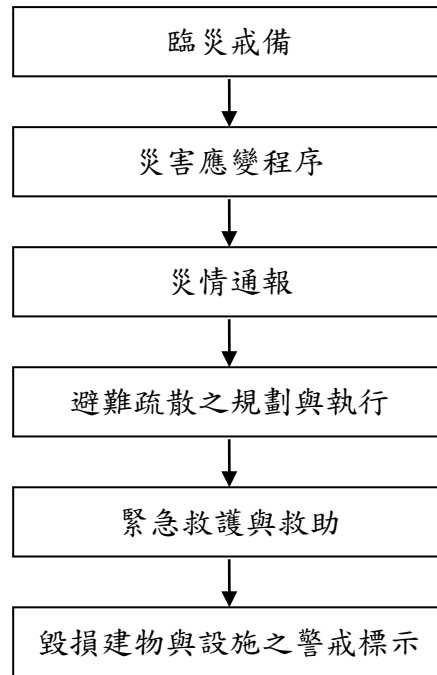 臨災戒備
災害應變程序
災情通報
避難疏散之規劃與執行
緊急救護與救助
毀損建物與設施之警戒標示